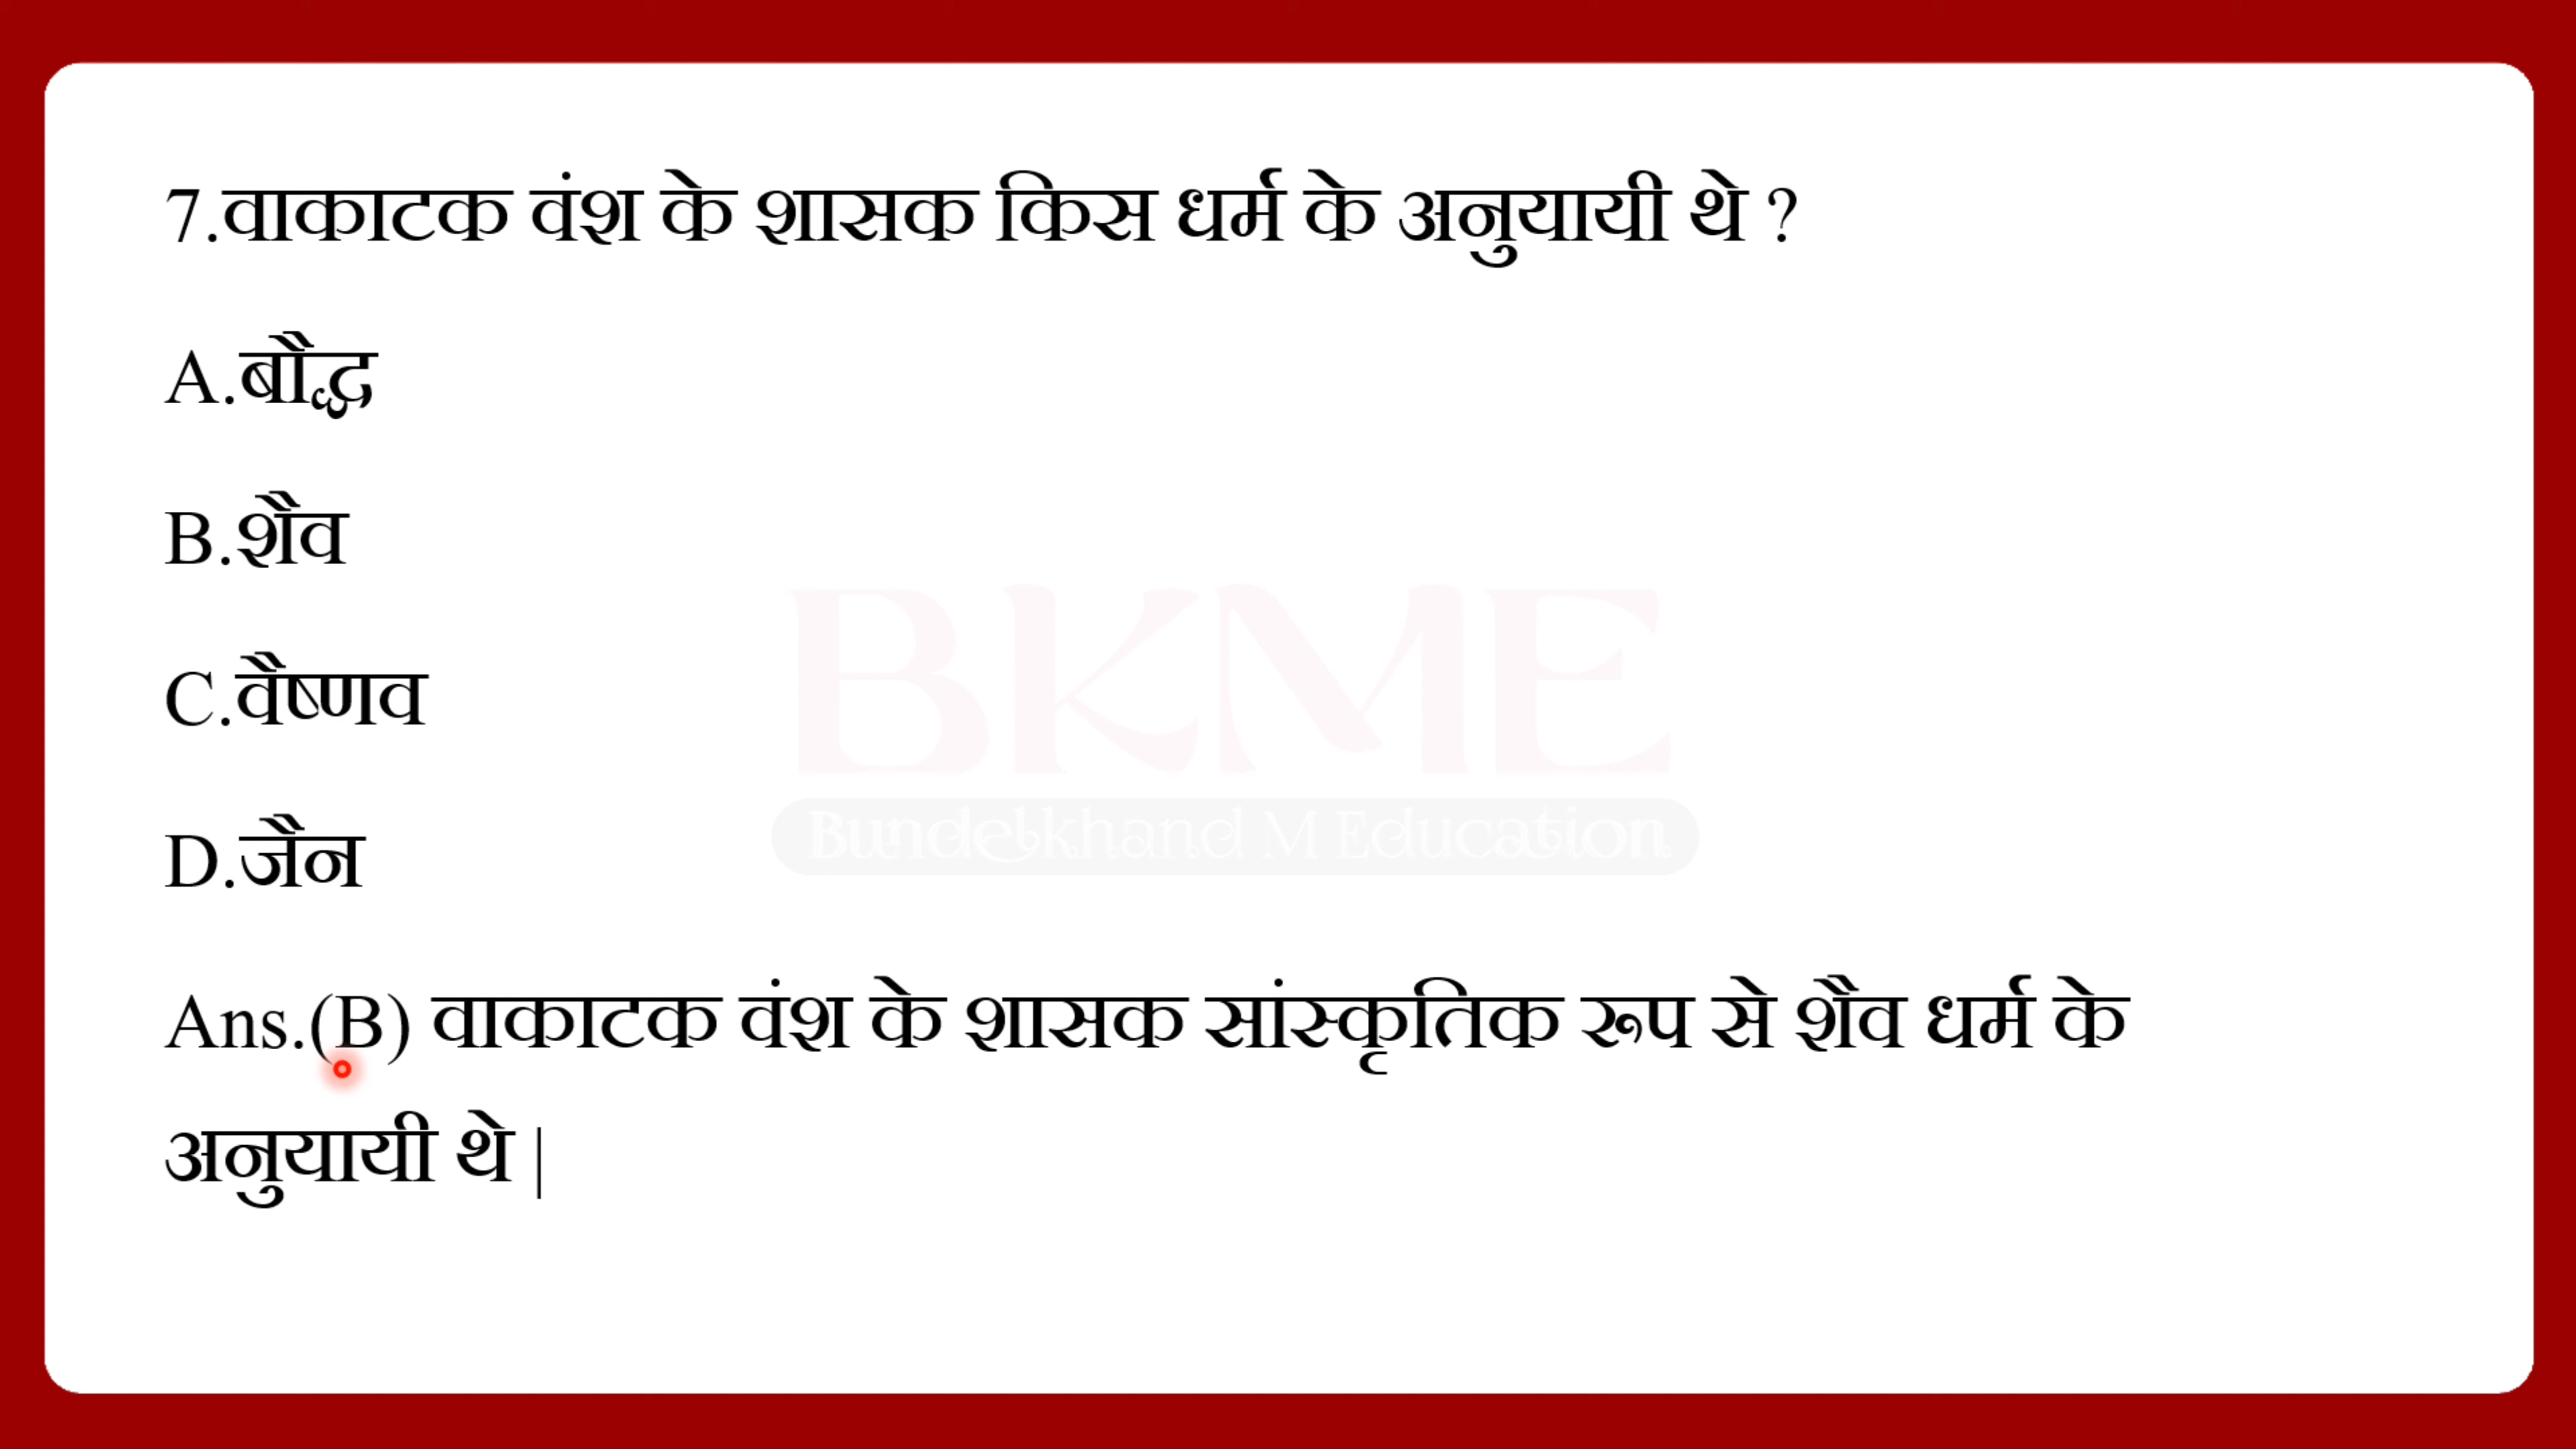 7.वाकाटक वंश के शासक किस धर्म के अनुयायी थे ?
A.बौद्ध
B.शैव
BKME
C.वैष्णव
Bundelkhand M Education
D.जैन
Ans.(B) वाकाटक वंश के शासक सांस्कृतिक रूप से शैव धर्म के
अनुयायी थे |